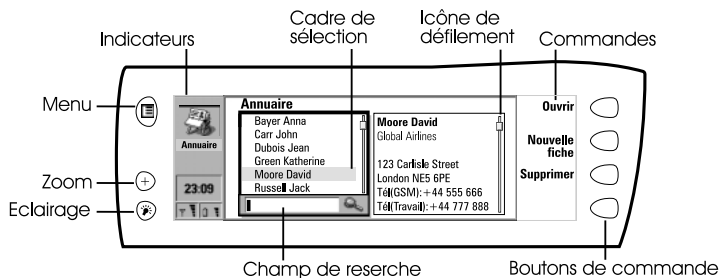 Cadre de
sélection
Icône de
défilement
Indicateurs
Commandes
Menu
Zoom
Eclairage
Annuaire
23:09
Annuaire
Bayer Anna
Carr John
Dubois Jean
Green Katherine
Moore David
Russell Jack
Moore David
Global Airlines
123 Carlisle Street
London NE5 6PE
Tél(GSM):+44 555 666
Tél(Travail):+44 777 888
Ouvrir
Nouvelle
fiche
Supprimer
Champ de reserche
Boutons de commande